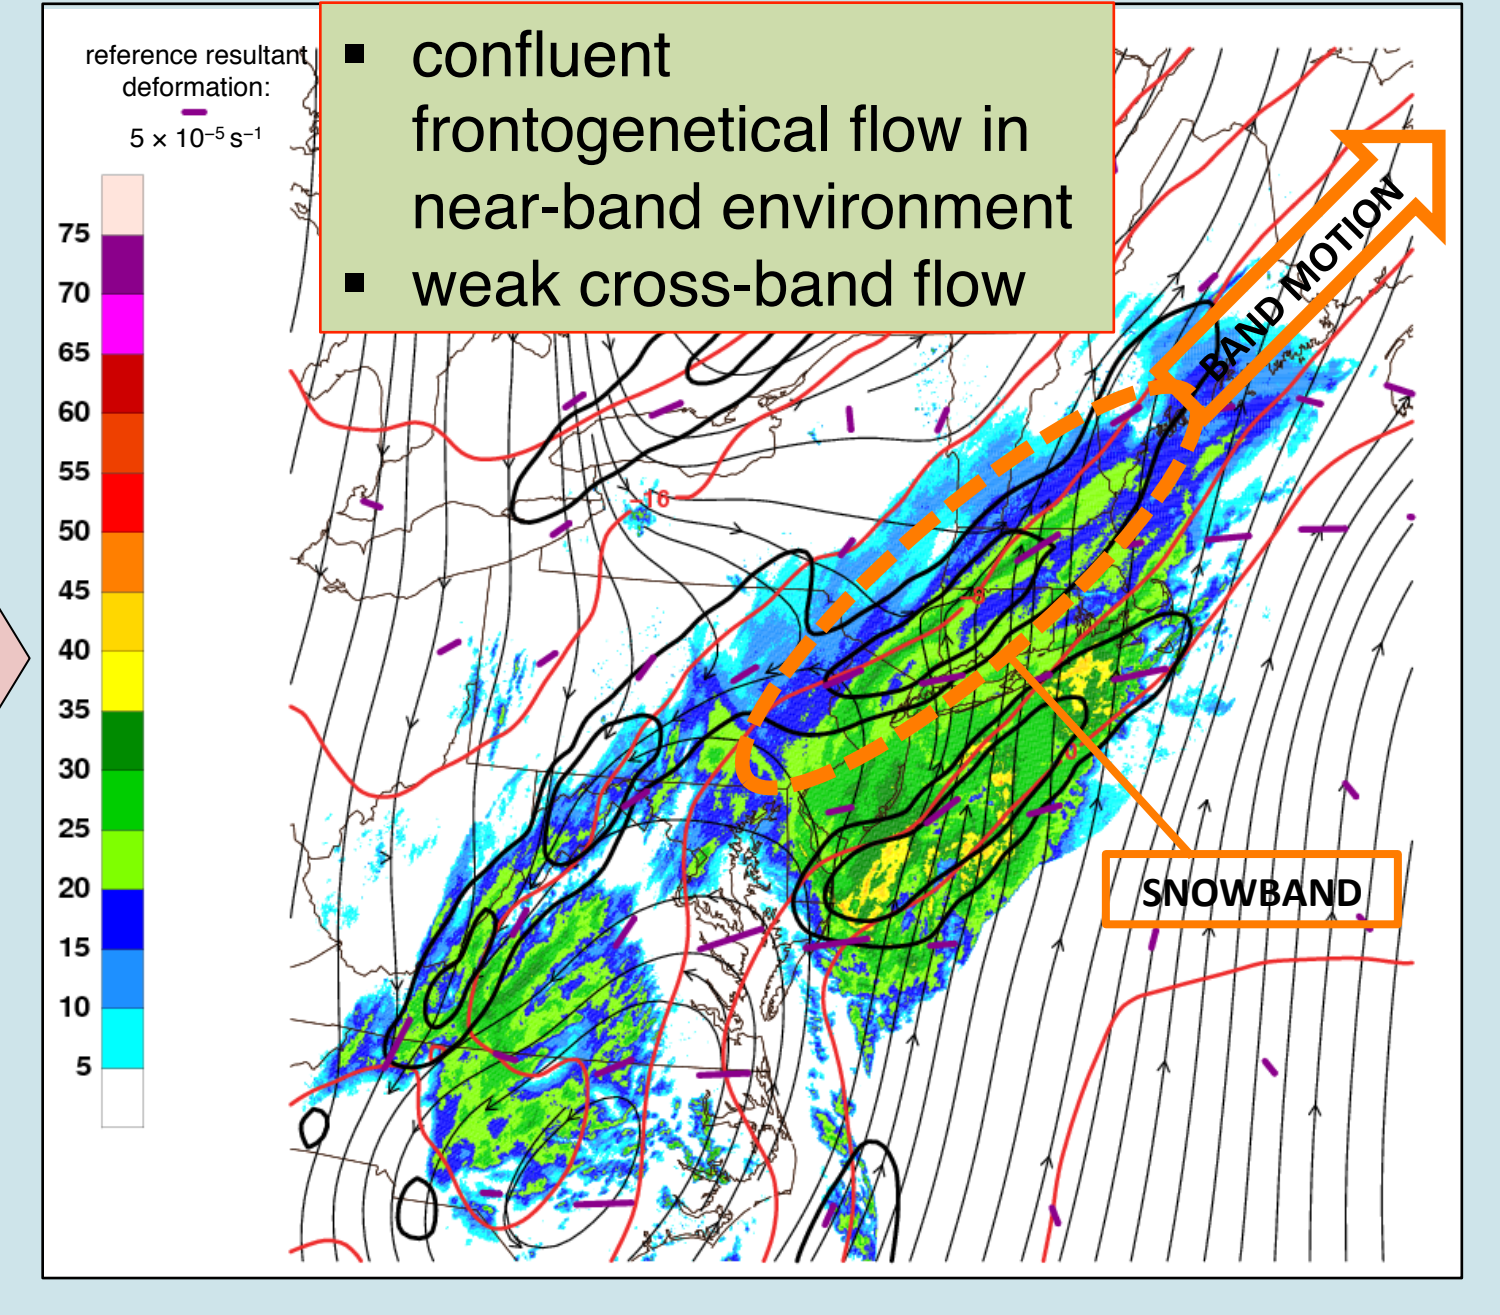 reference resultant
deformation:
5 × 10⁻⁵ s⁻¹
▪ confluent
frontogenetical flow in
near-band environment
▪ weak cross-band flow
75
70
65
60
55
50
45
40
35
30
25
20
15
10
5
BAND MOTION
−16
SNOWBAND